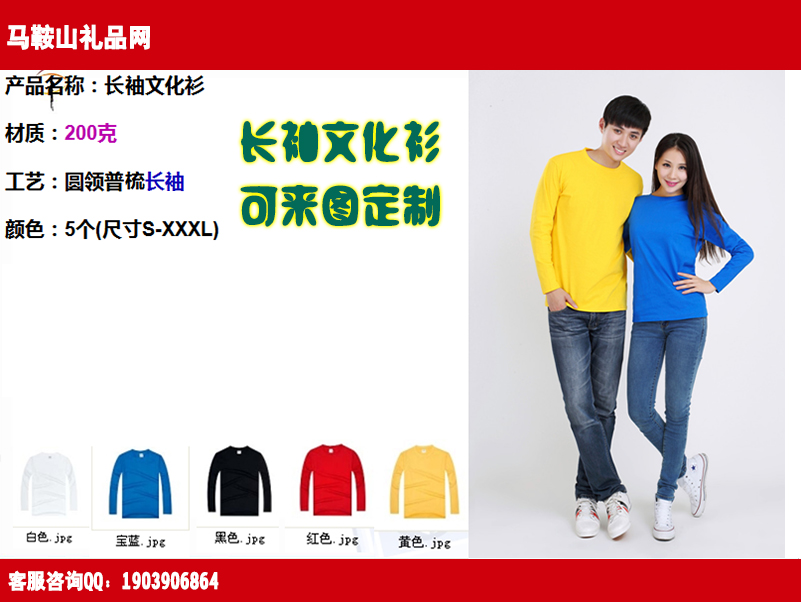 马鞍山礼品网
产品名称：长袖文化衫
材质：200克
工艺：圆领普梳长袖
颜色：5个(尺寸S-XXXL)
长袖文化衫
可来图定制
白色.jpg
宝蓝.jpg
黑色.jpg
红色.jpg
黄色.jpg
客服咨询QQ：1903906864